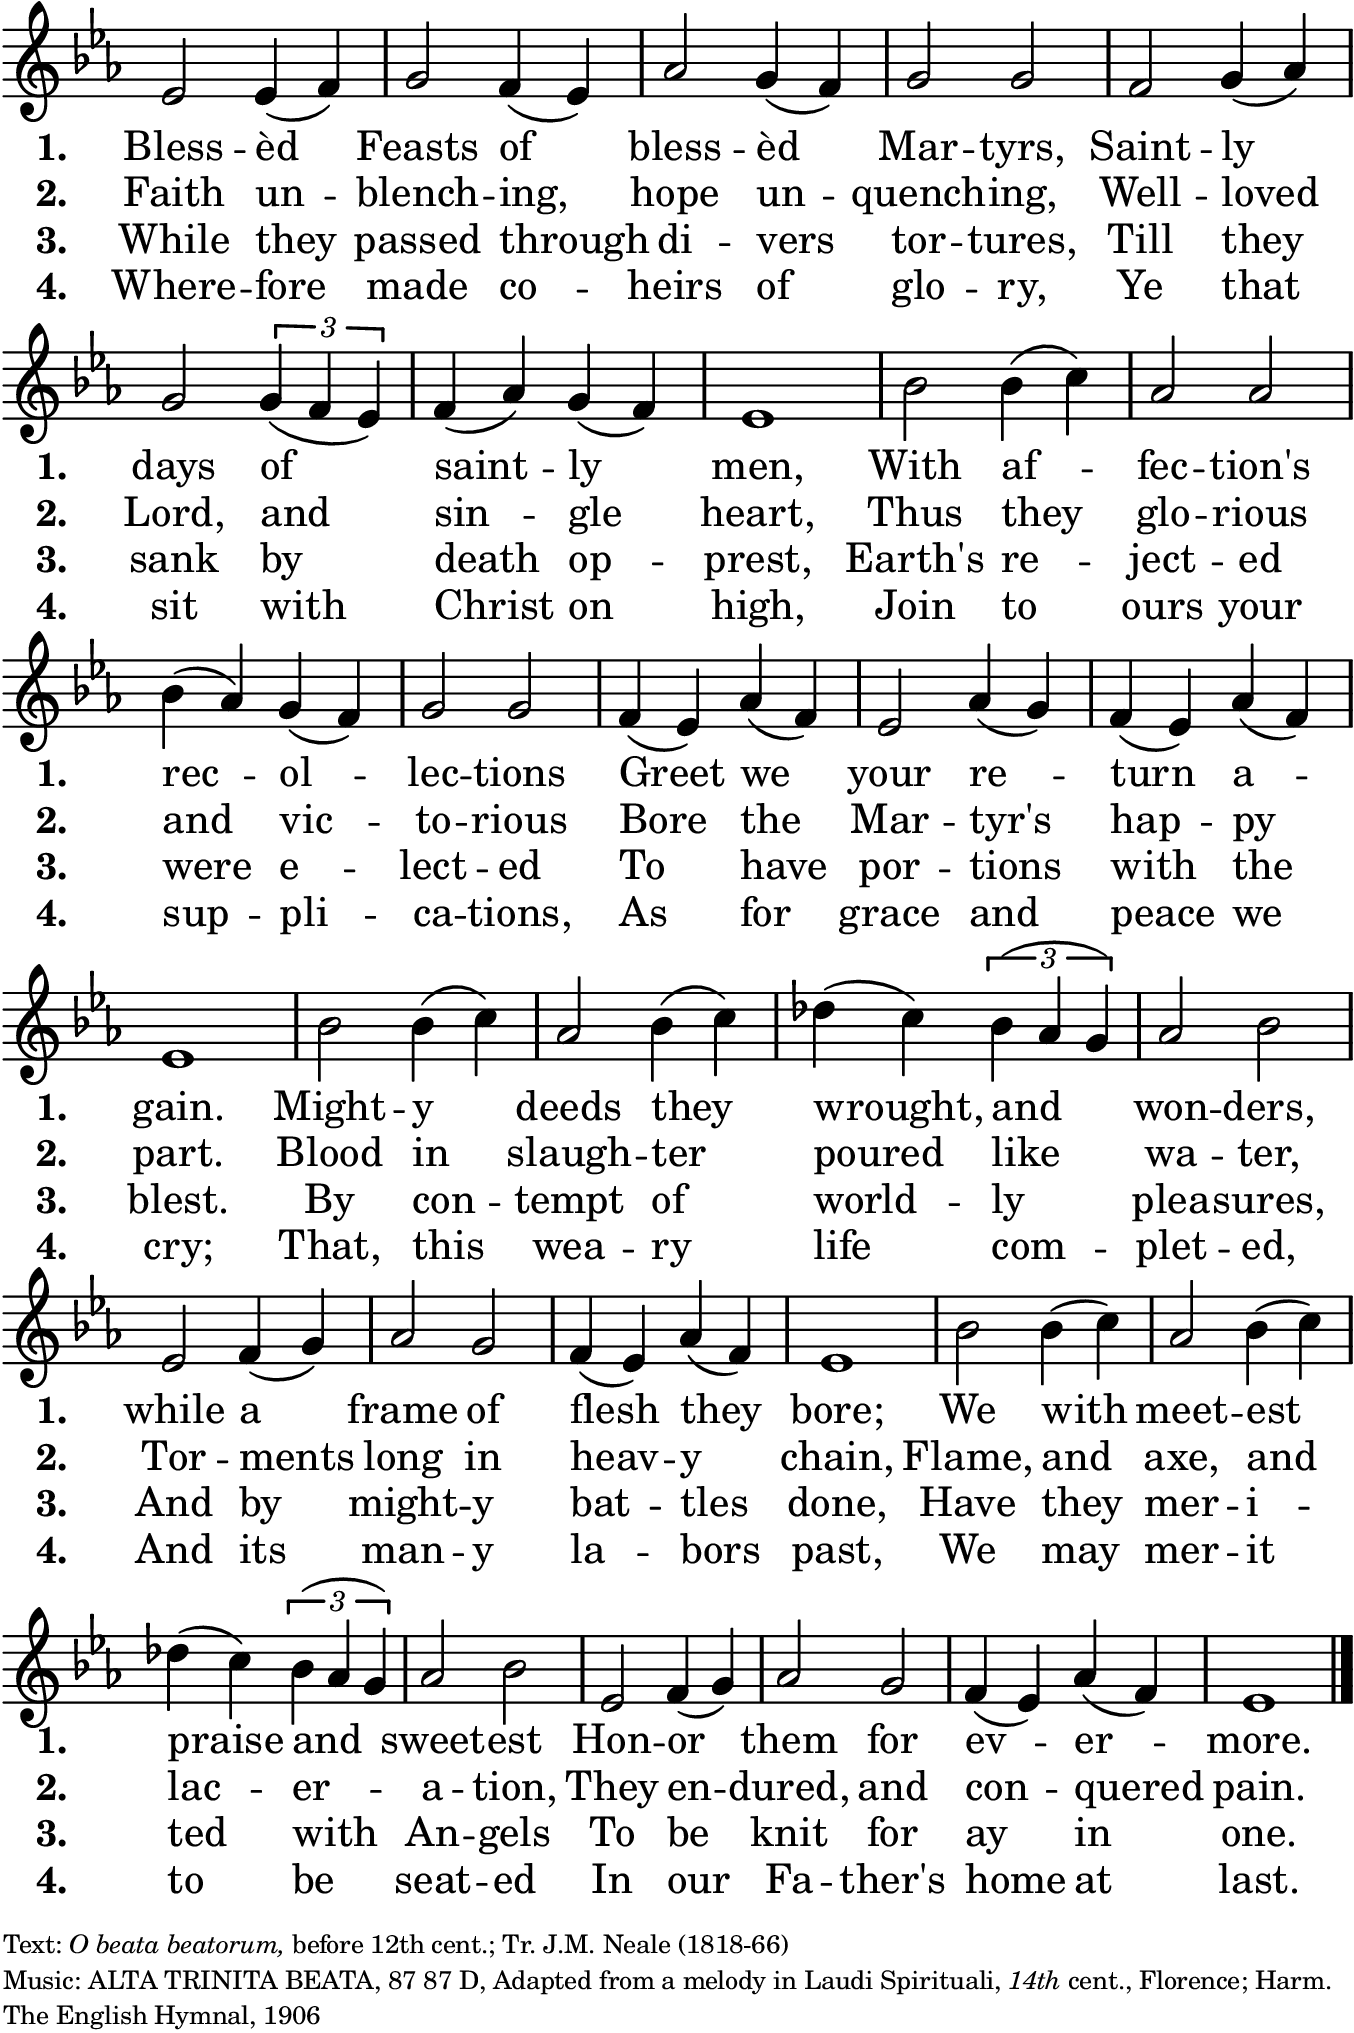 1. Bless -- èd Feasts of bless -- èd Mar -- tyrs, Saint -- ly
2. Faith un -- blench -- ing, hope un -- quench -- ing, Well -- loved
3. While they passed through di -- vers tor -- tures, Till they
4. Where -- fore made co -- heirs of glo -- ry, Ye that
3
1. days of saint -- ly men, With af -- fec -- tion's
2. Lord, and sin -- gle heart, Thus they glo -- rious
3. sank by death op -- prest, Earth's re -- ject -- ed
4. sit with Christ on high, Join to ours your
1. rec -- ol -- lec -- tions Greet we your re -- turn a --
2. and vic -- to -- rious Bore the Mar -- tyr's hap -- py
3. were e -- lect -- ed To have por -- tions with the
4. sup -- pli -- ca -- tions, As for grace and peace we
3
1. gain. Might -- y deeds they wrought, and won -- ders,
2. part. Blood in slaugh -- ter poured like wa -- ter,
3. blest. By con -- tempt of world -- ly pleasures,
4. cry; That, this wea -- ry life com -- plet -- ed,
1. while a frame of flesh they bore; We with meet -- est
2. Tor -- ments long in heav -- y chain, Flame, and axe, and
3. And by might -- y bat -- tles done, Have they mer -- i --
4. And its man -- y la -- bors past, We may mer -- it
3
1. praise and sweetest Hon -- or them for ev -- er -- more.
2. lac -- er -- a -- tion, They en -- dured, and con -- quered pain.
3. ted with An -- gels To be knit for ay in one.
4. to be seat -- ed In our Fa -- ther's home at last.
Text: O beata beatorum, before 12th cent.; Tr. J.M. Neale (1818-66)
Music: ALTA TRINITA BEATA, 87 87 D, Adapted from a melody in Laudi Spirituali, 14th cent., Florence; Harm.
The English Hymnal, 1906